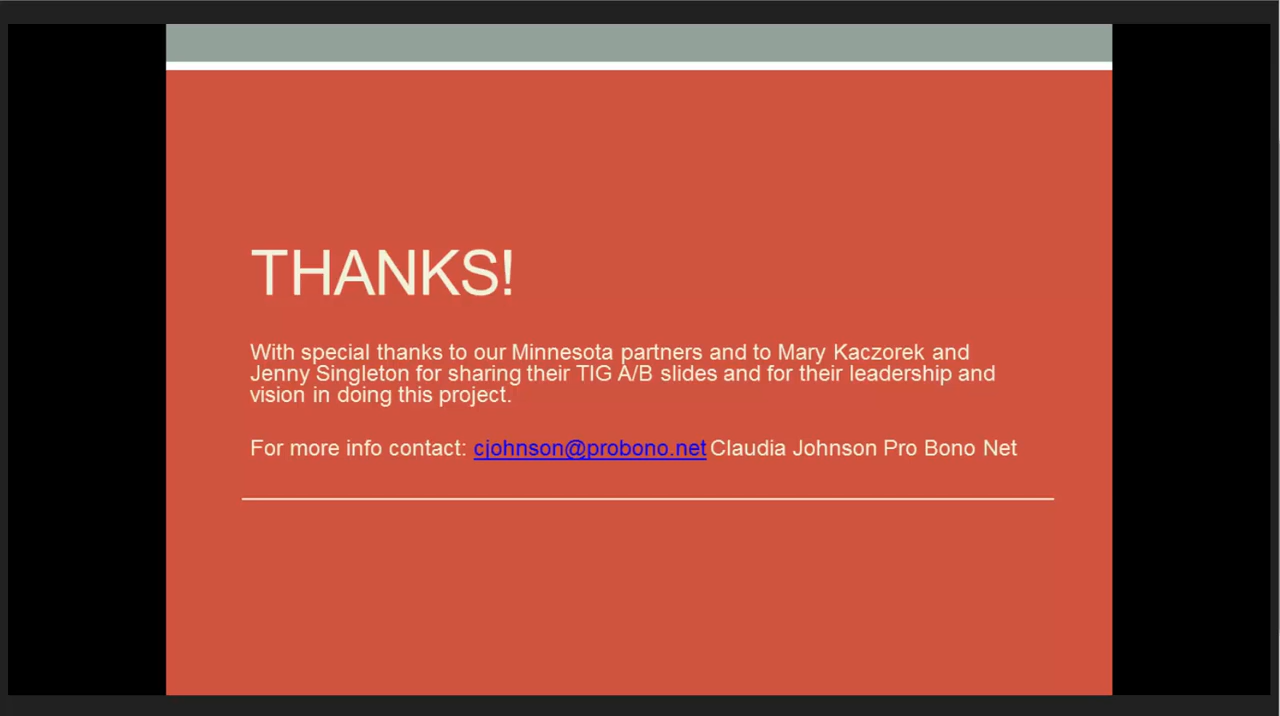 THANKS!
With special thanks to our Minnesota partners and to Mary Kaczorek and
Jenny Singleton for sharing their TIG A/B slides and for their leadership and
vision in doing this project.
For more info contact: cjohnson@probono.net Claudia Johnson Pro Bono Net